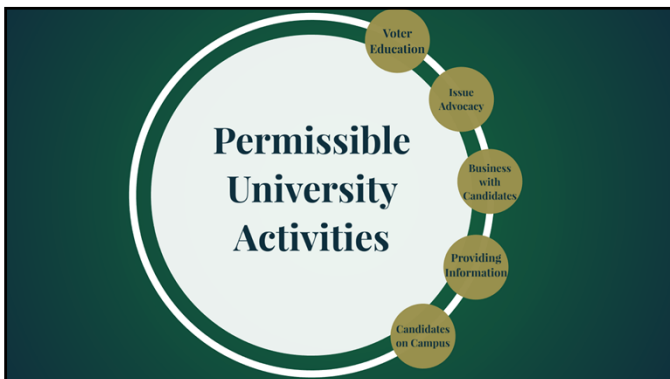 Permissible
University
Activities
Voter
Education
Issue
Advocacy
Business
with
Candidates
Providing
Information
Candidates
on Campus